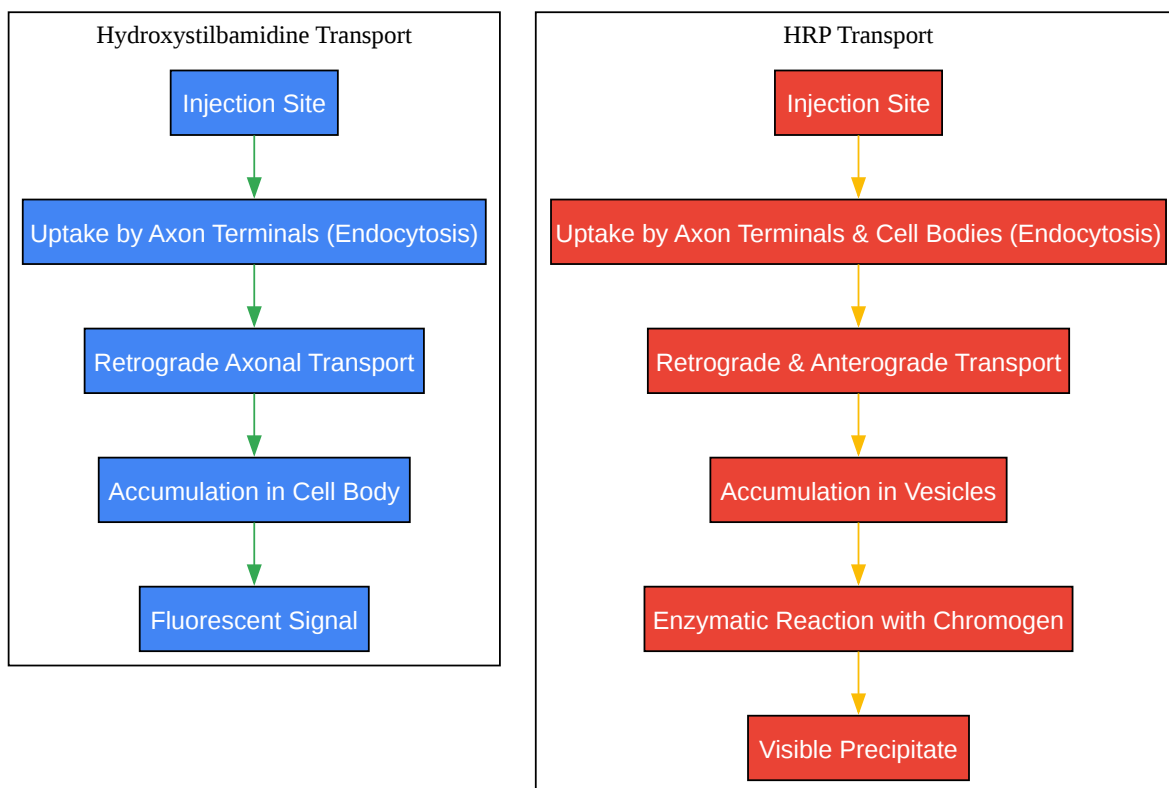 Hydroxystilbamidine Transport
Injection Site
Uptake by Axon Terminals (Endocytosis)
Retrograde Axonal Transport
Accumulation in Cell Body
Fluorescent Signal
HRP Transport
Injection Site
Uptake by Axon Terminals & Cell Bodies (Endocytosis)
Retrograde & Anterograde Transport
Accumulation in Vesicles
Enzymatic Reaction with Chromogen
Visible Precipitate